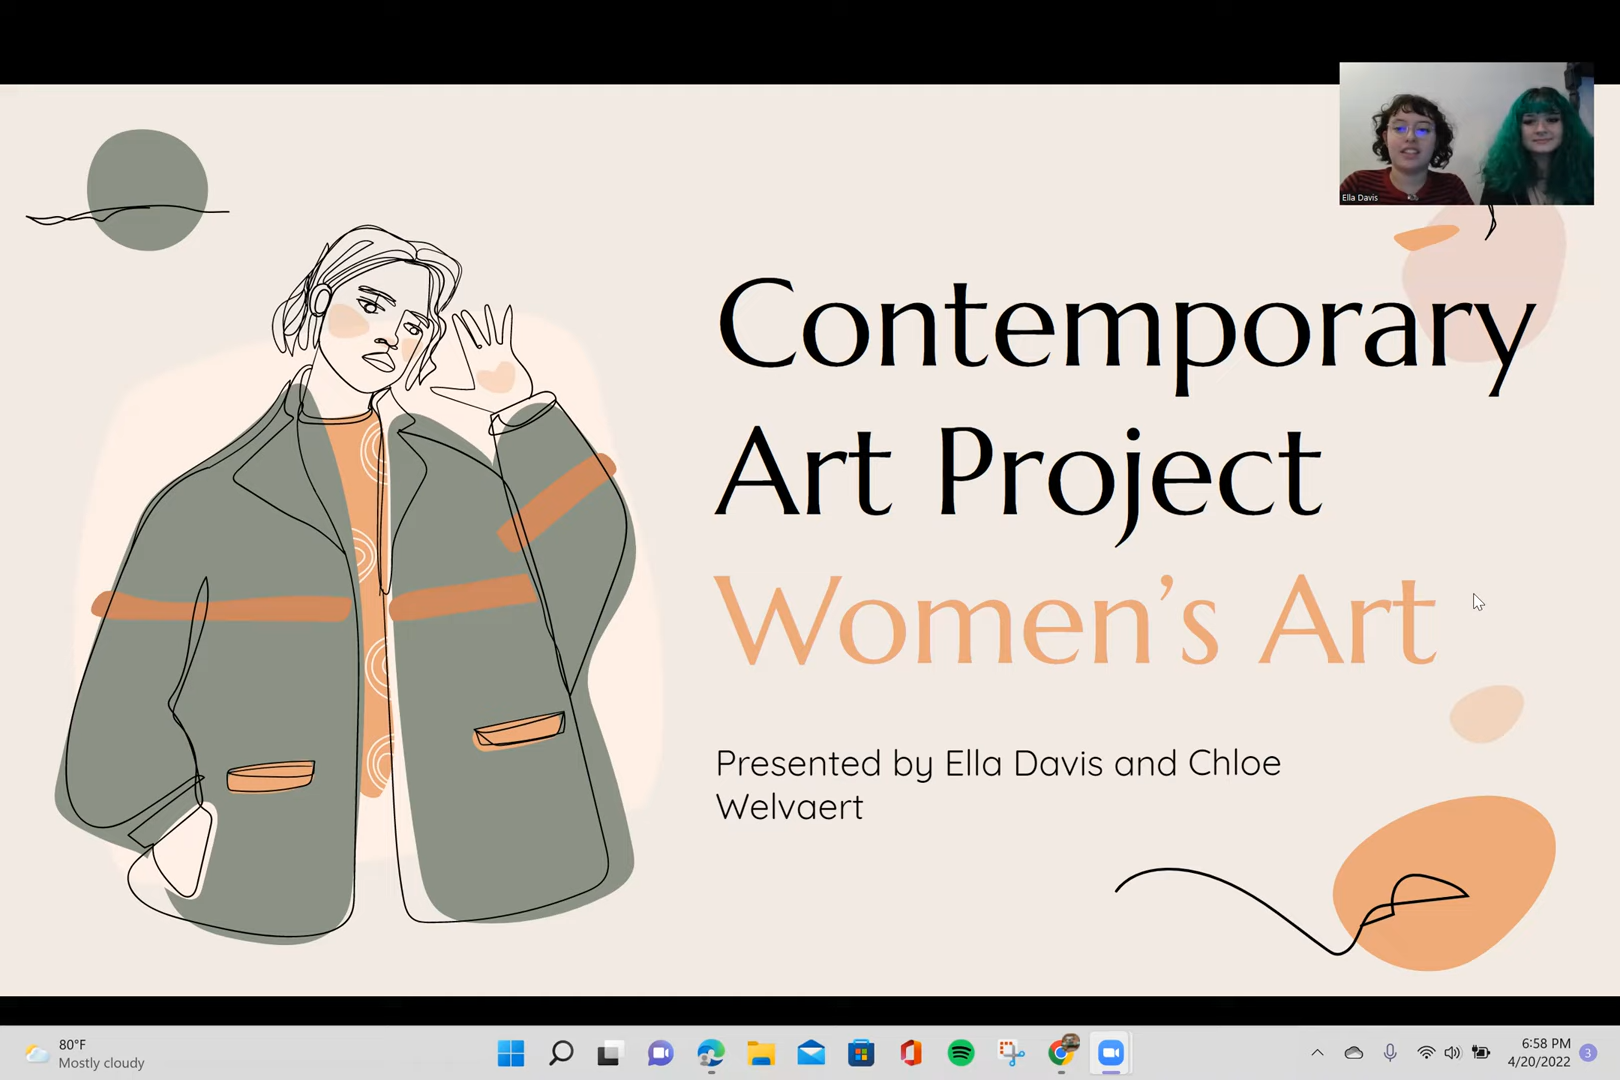 Ella Davis
Contemporary
Art Project
Women's Art
Presented by Ella Davis and Chloe
Welvaert
80°F
Mostly cloudy
6:58 PM
4/20/2022
3